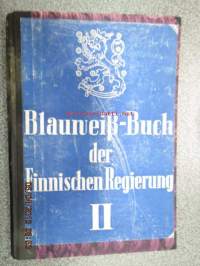 Blauweiß-Buch
der
Finnischen Regierung
II